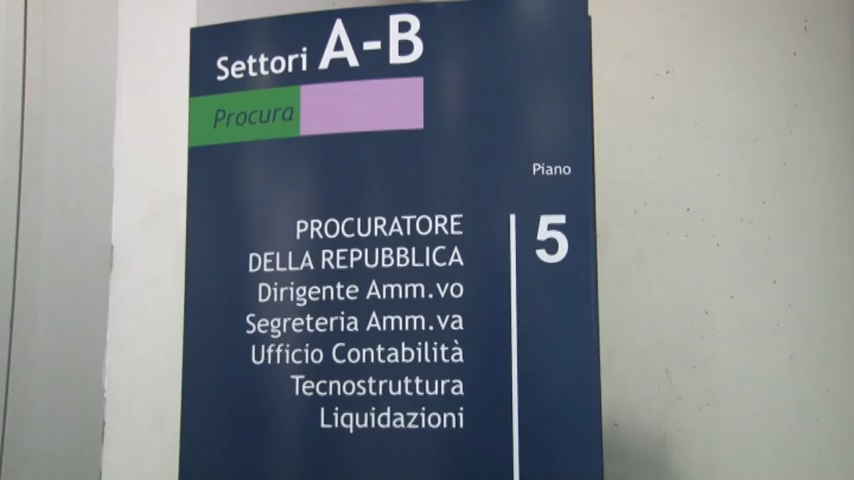 Settori A-B
Procura
Piano
PROCURATORE
DELLA REPUBBLICA
Dirigente Amm.vo
Segreteria Amm.va
Ufficio Contabilità
Tecnostruttura
Liquidazioni
5